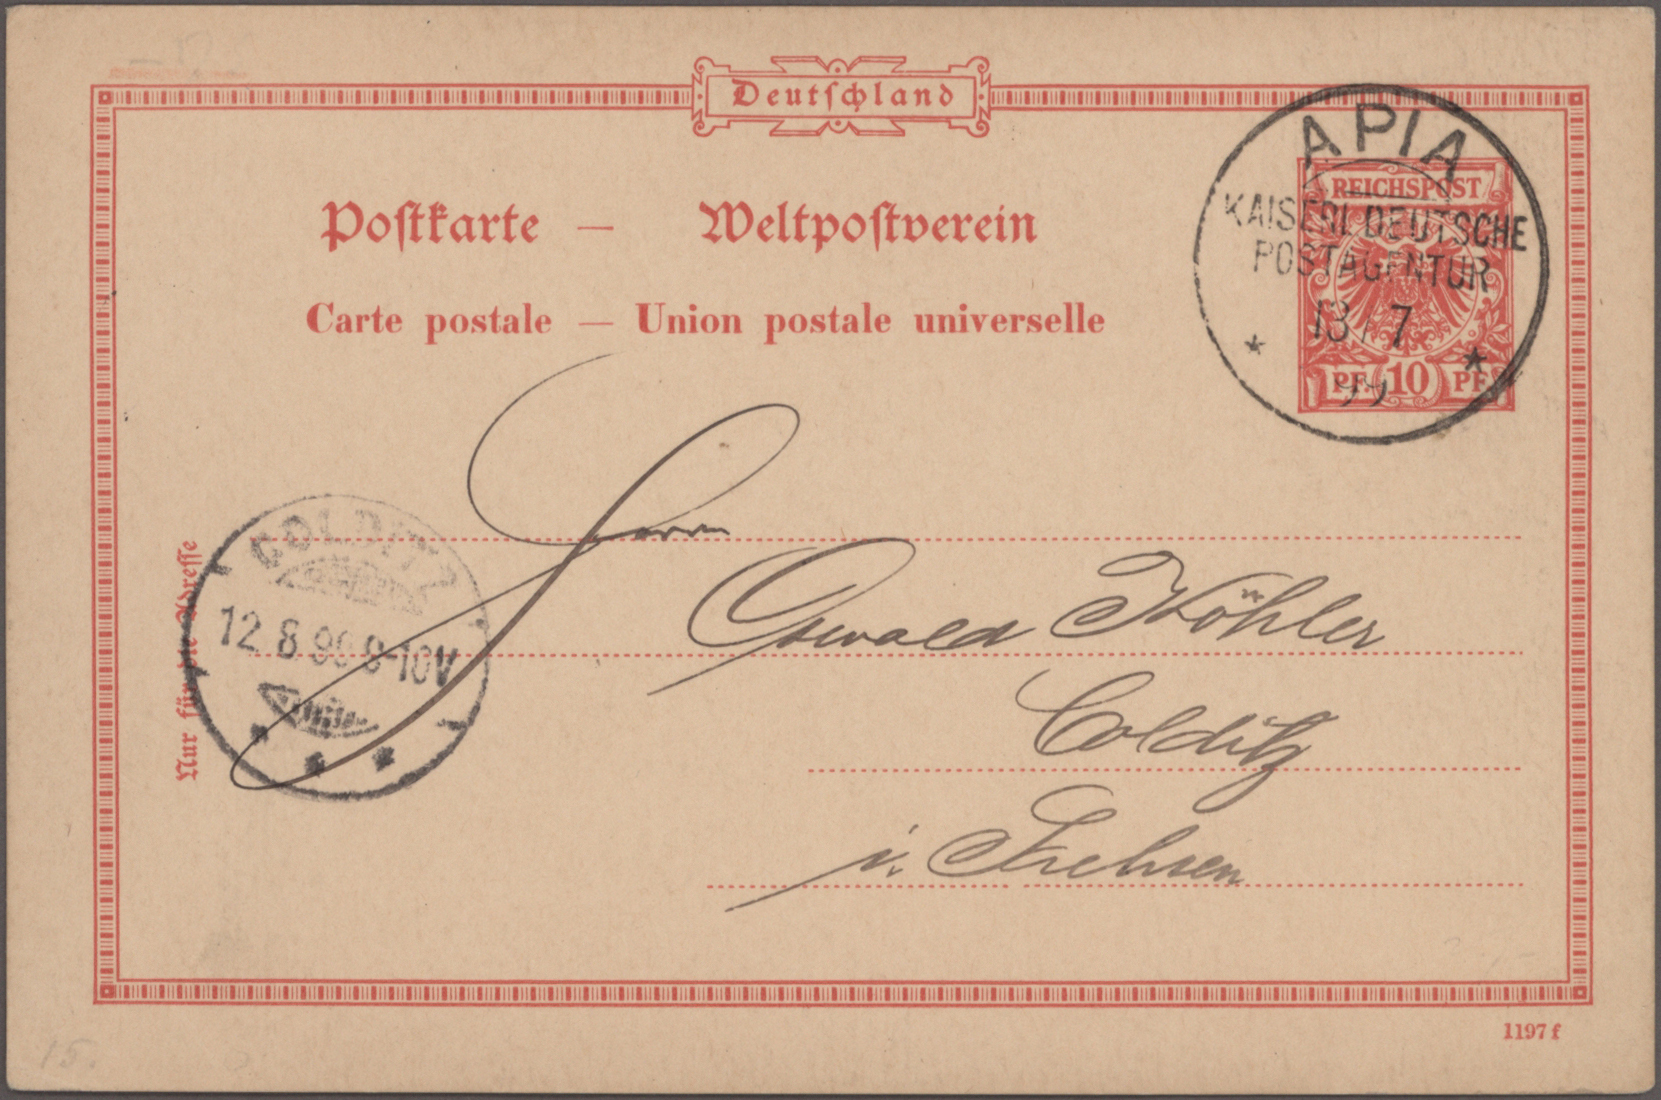 Deutschland
Postkarte — Weltpostverein
Carte postale — Union postale universelle
APIA
KAISERL. DEUTSCHE
POSTAGENTUR
13/7
99
REICHSPOST
PF. 10 PF.
Herrn
Oswald Köhler
Colditz
i. Sachsen
COLDITZ
12.8.99 8-10V
Nur für die Adresse
1197 f
15.